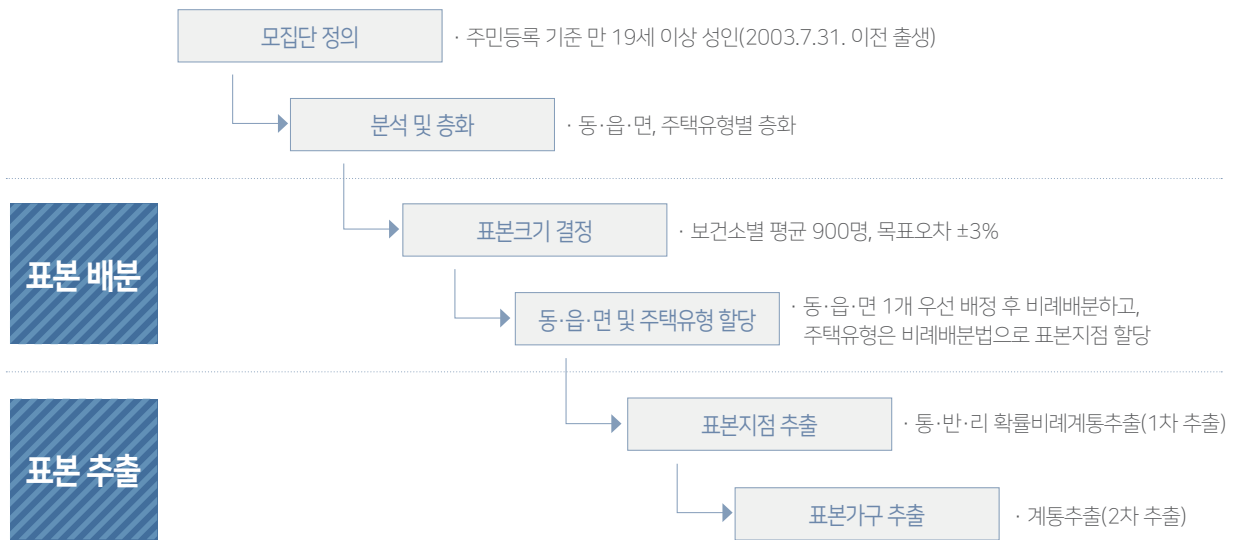 모집단 정의
· 주민등록 기준 만 19세 이상 성인(2003.7.31. 이전 출생)
분석 및 층화
· 동·읍·면, 주택유형별 층화
표본 배분
표본크기 결정
· 보건소별 평균 900명, 목표오차 ±3%
동·읍·면 및 주택유형 할당
· 동·읍·면 1개 우선 배정 후 비례배분하고,
주택유형은 비례배분법으로 표본지점 할당
표본 추출
표본지점 추출
· 통·반·리 확률비례계통추출(1차 추출)
표본가구 추출
· 계통추출(2차 추출)